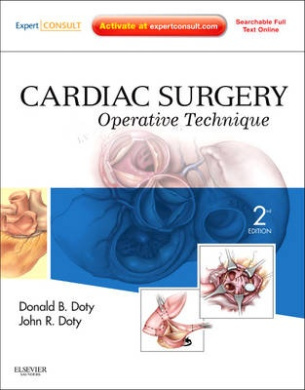 Expert CONSULT
Activate at expertconsult.com
Searchable Full
Text Online
CARDIAC SURGERY
Operative Technique
2nd
EDITION
Donald B. Doty
John R. Doty
ELSEVIER
SAUNDERS